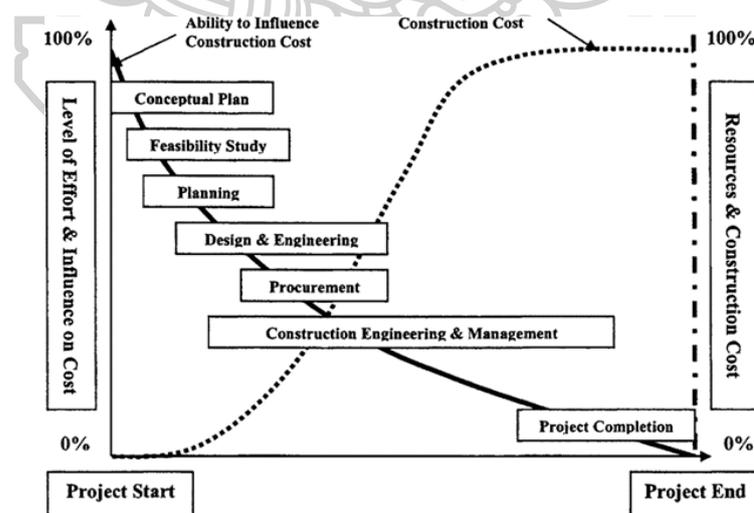 Ability to Influence
Construction Cost
Construction Cost
100%
100%
Level of Effort & Influence on Cost
Resources & Construction Cost
Conceptual Plan
Feasibility Study
Planning
Design & Engineering
Procurement
Construction Engineering & Management
Project Completion
0%
0%
Project Start
Project End